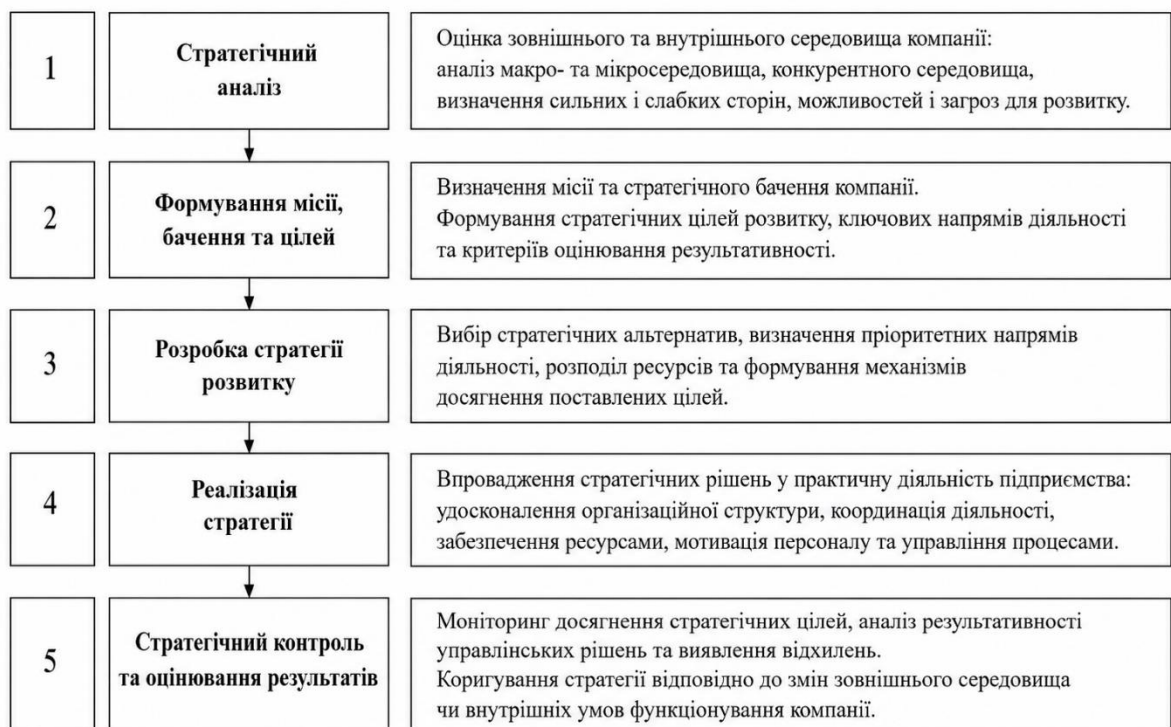 1
Стратегічний
аналіз
Оцінка зовнішнього та внутрішнього середовища компанії:
аналіз макро- та мікросередовища, конкурентного середовища,
визначення сильних і слабких сторін, можливостей і загроз для розвитку.
2
Формування місії,
бачення та цілей
Визначення місії та стратегічного бачення компанії.
Формування стратегічних цілей розвитку, ключових напрямів діяльності
та критеріїв оцінювання результативності.
3
Розробка стратегії
розвитку
Вибір стратегічних альтернатив, визначення пріоритетних напрямів
діяльності, розподіл ресурсів та формування механізмів
досягнення поставлених цілей.
4
Реалізація
стратегії
Впровадження стратегічних рішень у практичну діяльність підприємства:
удосконалення організаційної структури, координація діяльності,
забезпечення ресурсами, мотивація персоналу та управління процесами.
5
Стратегічний контроль
та оцінювання результатів
Моніторинг досягнення стратегічних цілей, аналіз результативності
управлінських рішень та виявлення відхилень.
Коригування стратегії відповідно до змін зовнішнього середовища
чи внутрішніх умов функціонування компанії.